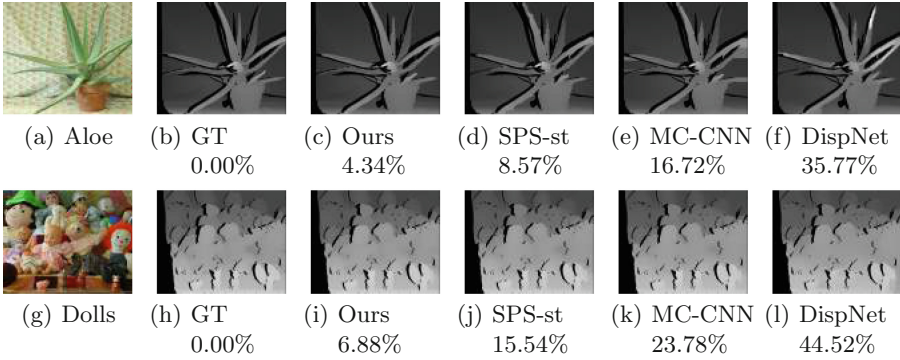 (a) Aloe (b) GT (c) Ours (d) SPS-st (e) MC-CNN (f) DispNet
0.00% 4.34% 8.57% 16.72% 35.77%
(g) Dolls (h) GT (i) Ours (j) SPS-st (k) MC-CNN (l) DispNet
0.00% 6.88% 15.54% 23.78% 44.52%